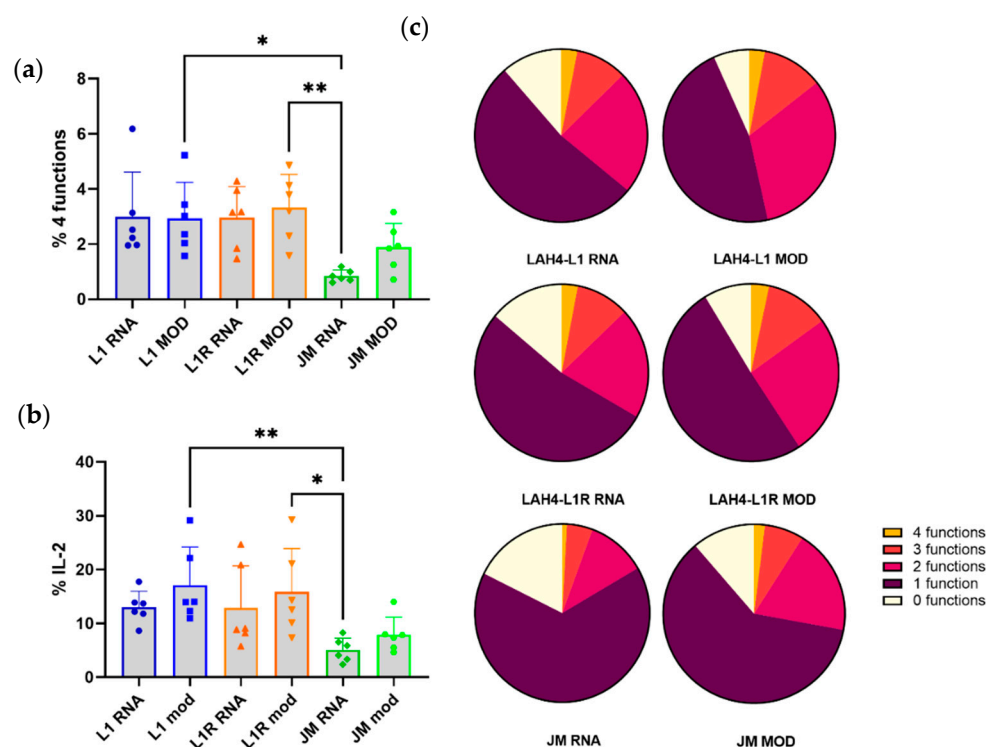 (a)
% 4 functions
8
6
4
2
0
*
**
L1 RNA
L1 MOD
L1R RNA
L1R MOD
JM RNA
JM MOD
(b)
% IL-2
40
30
20
10
0
**
*
L1 RNA
L1 mod
L1R RNA
L1R mod
JM RNA
JM mod
(c)
LAH4-L1 RNA
LAH4-L1 MOD
LAH4-L1R RNA
LAH4-L1R MOD
JM RNA
JM MOD
4 functions
3 functions
2 functions
1 function
0 functions